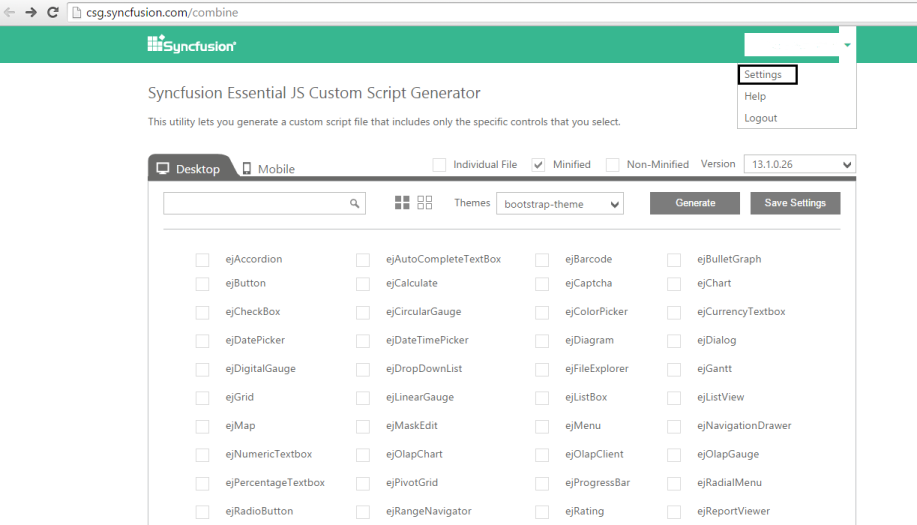 csg.syncfusion.com/combine
Syncfusion
Settings
Help
Logout
Syncfusion Essential JS Custom Script Generator
This utility lets you generate a custom script file that includes only the specific controls that you select.
Desktop Mobile Individual File Minified Non-Minified Version 13.1.0.26
Themes bootstrap-theme Generate Save Settings
ejAccordion ejAutoCompleteTextBox ejBarcode ejBulletGraph
ejButton ejCalculate ejCaptcha ejChart
ejCheckBox ejCircularGauge ejColorPicker ejCurrencyTextbox
ejDatePicker ejDateTimePicker ejDiagram ejDialog
ejDigitalGauge ejDropDownList ejFileExplorer ejGantt
ejGrid ejLinearGauge ejListBox ejListView
ejMap ejMaskEdit ejMenu ejNavigationDrawer
ejNumericTextbox ejOlapChart ejOlapClient ejOlapGauge
ejPercentageTextbox ejPivotGrid ejProgressBar ejRadialMenu
ejRadioButton ejRangeNavigator ejRating ejReportViewer